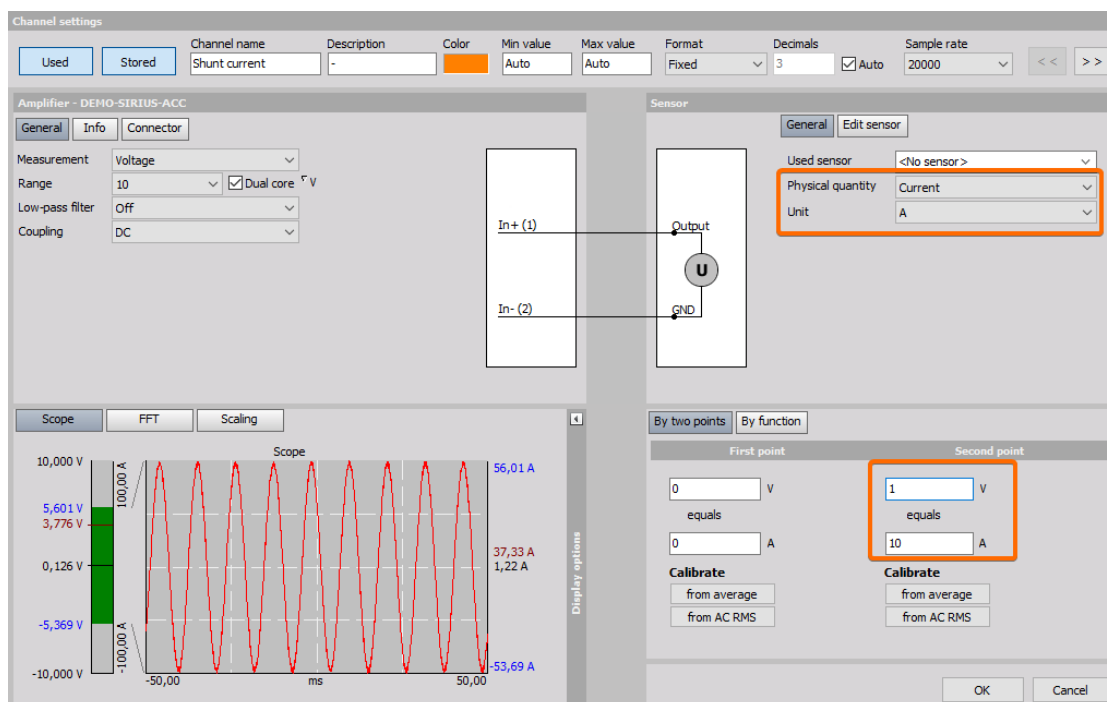 Channel settings
Used
Stored
Channel name
Shunt current
Description
-
Color
Min value
Auto
Max value
Auto
Format
Fixed
Decimals
3
Auto
Sample rate
20000
<<
>>
Amplifier - DEMO-SIRIUS-ACC
General
Info
Connector
Measurement
Voltage
Range
10
Dual core
V
Low-pass filter
Off
Coupling
DC
In+ (1)
In- (2)
Sensor
General
Edit sensor
Used sensor
<No sensor>
Physical quantity
Current
Unit
A
Output
U
GND
Scope
FFT
Scaling
Scope
10,000 V
5,601 V
3,776 V
0,126 V
-5,369 V
-10,000 V
100,00 A
-100,00 A
56,01 A
37,33 A
1,22 A
-53,69 A
-50,00
ms
50,00
Display options
By two points
By function
First point
Second point
0 V
equals
0 A
Calibrate
from average
from AC RMS
1 V
equals
10 A
Calibrate
from average
from AC RMS
OK
Cancel